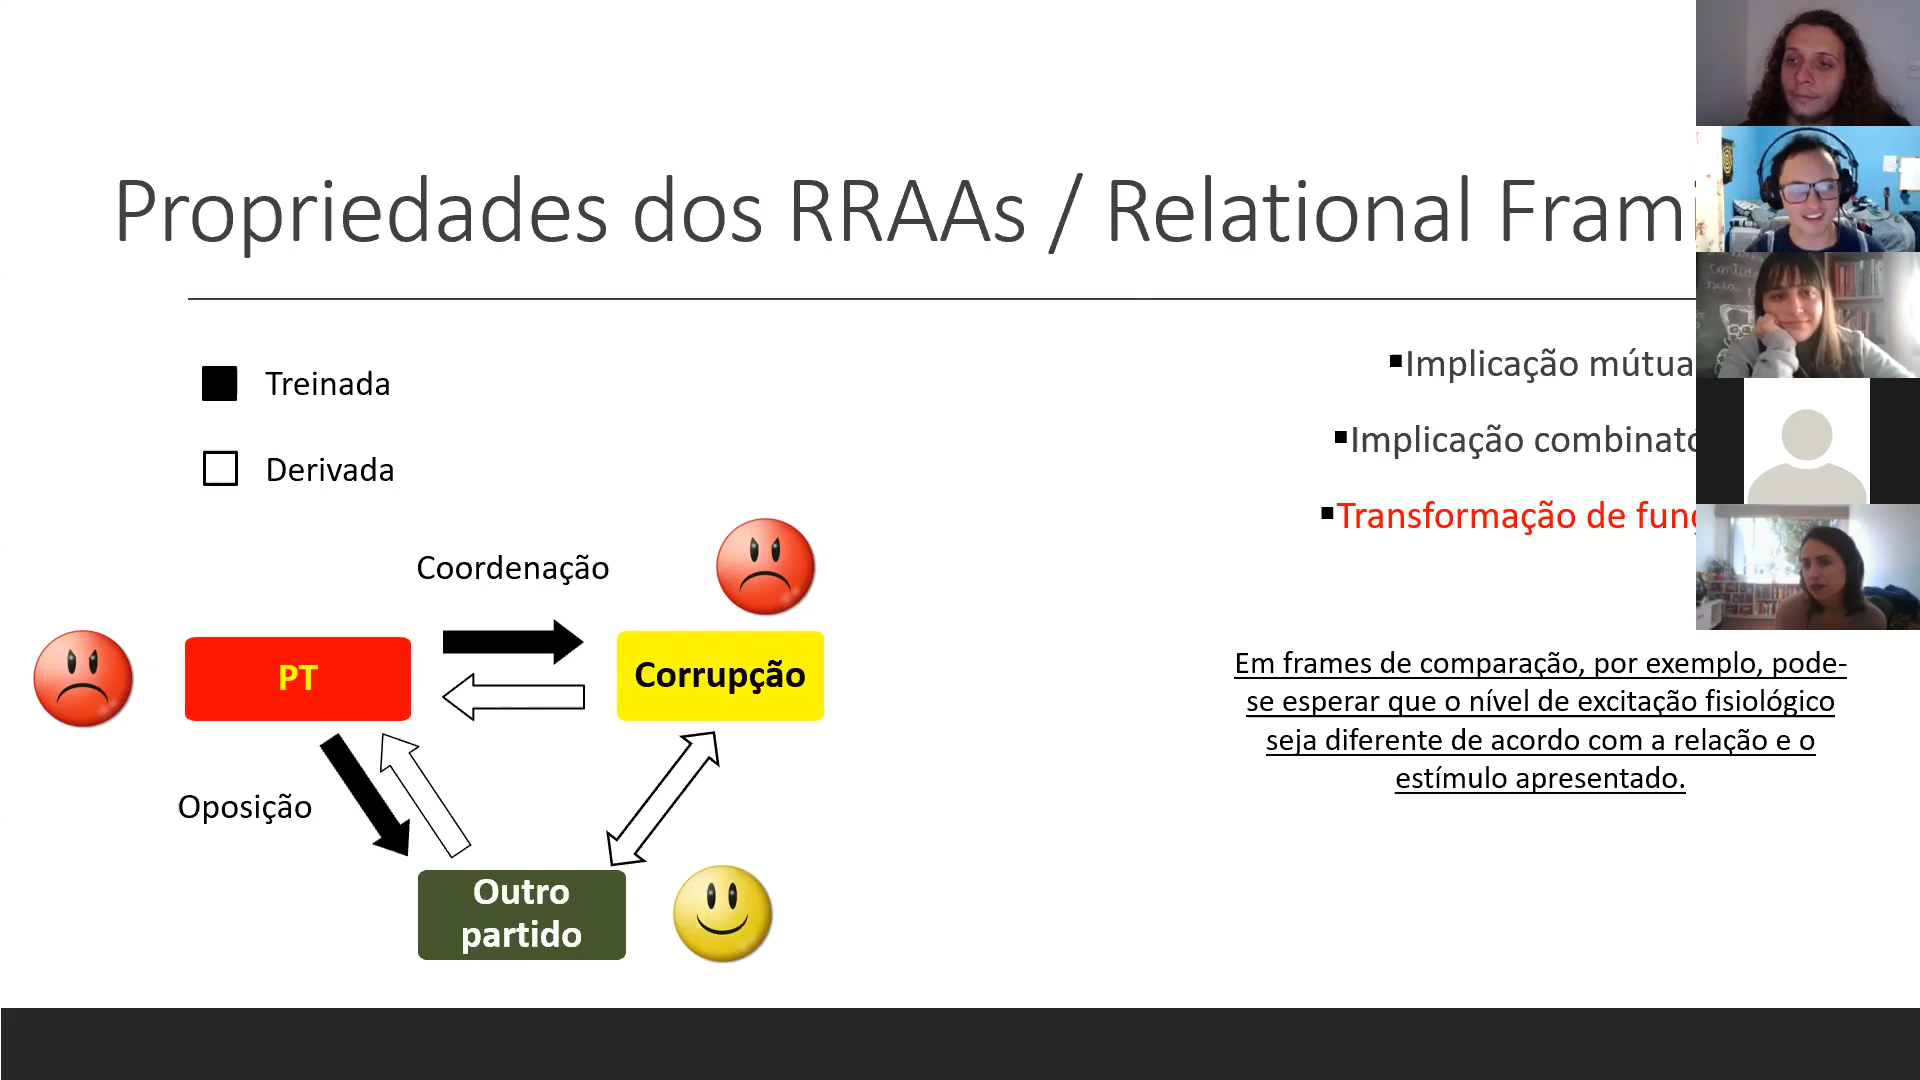 Propriedades dos RRAAs / Relational Fram
Treinada
Derivada
▪Implicação mútua
▪Implicação combinató
▪Transformação de fun
Coordenação
PT
Corrupção
Oposição
Outro
partido
Em frames de comparação, por exemplo, pode-
se esperar que o nível de excitação fisiológico
seja diferente de acordo com a relação e o
estímulo apresentado.